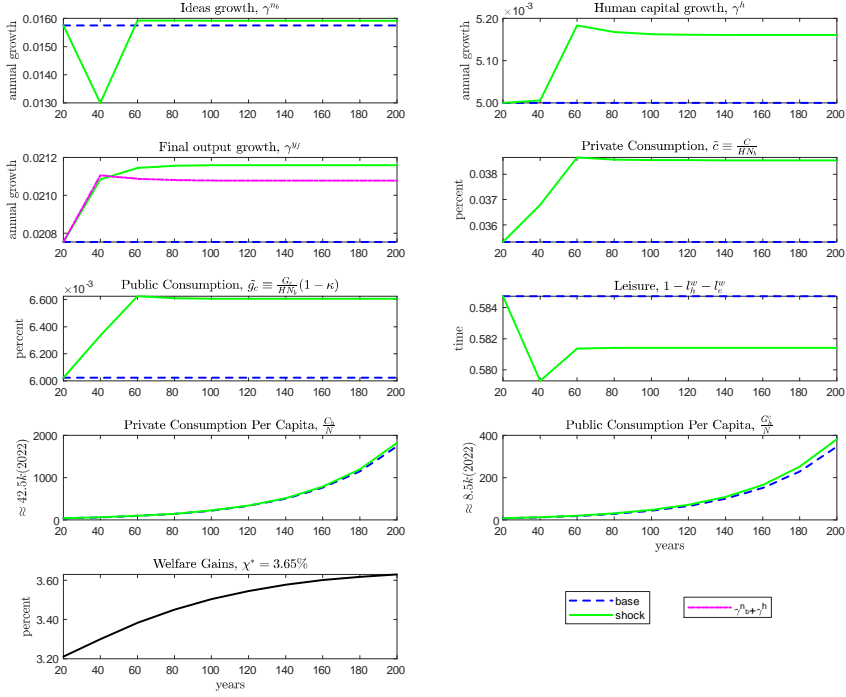 Ideas growth, γ^{n_b}
annual growth
0.0160
0.0150
0.0140
0.0130
20 40 60 80 100 120 140 160 180 200
Human capital growth, γ^h
×10^{-3}
annual growth
5.20
5.10
5.00
20 40 60 80 100 120 140 160 180 200
Final output growth, γ^{y_f}
annual growth
0.0212
0.0210
0.0208
20 40 60 80 100 120 140 160 180 200
Private Consumption, c̃ ≡ C/(HN_b)
percent
0.038
0.036
20 40 60 80 100 120 140 160 180 200
Public Consumption, g̃_c ≡ G_c/(HN_b) (1 − κ)
×10^{-3}
percent
6.600
6.400
6.200
6.000
20 40 60 80 100 120 140 160 180 200
Leisure, 1 − l_h^w − l_e^w
time
0.584
0.582
0.580
20 40 60 80 100 120 140 160 180 200
Private Consumption Per Capita,
≈ 42.5k(2022)
2000
1000
0
20 40 60 80 100 120 140 160 180 200
Public Consumption Per Capita,
≈ 8.5k(2022)
400
200
0
20 40 60 80 100 120 140 160 180 200
years
Welfare Gains, χ* = 3.65%
percent
3.60
3.40
3.20
20 40 60 80 100 120 140 160 180 200
years
base
shock
γ^{n_b}+γ^h